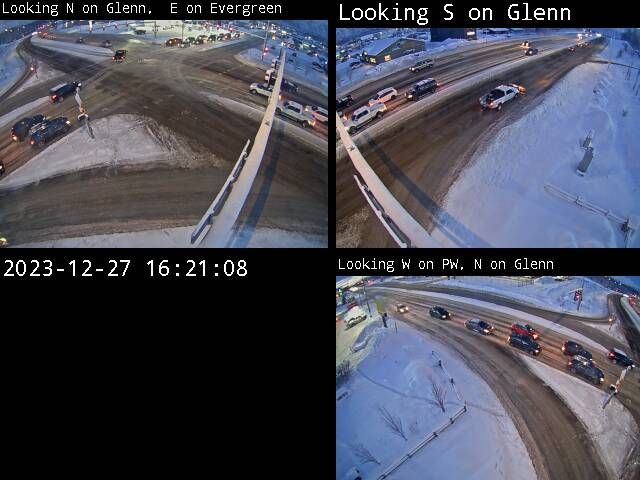 Looking N on Glenn, E on Evergreen
Looking S on Glenn
2023-12-27 16:21:08
Looking W on PW, N on Glenn